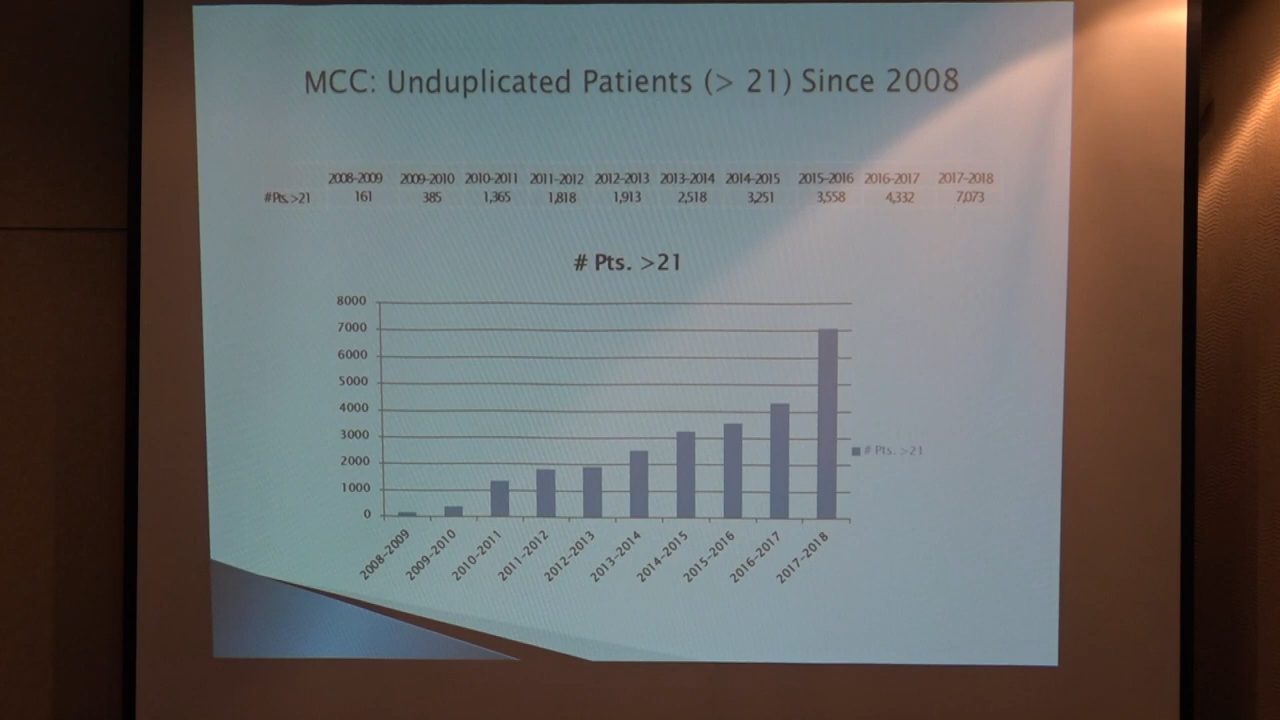 MCC: Unduplicated Patients (> 21) Since 2008
2008-2009 2009-2010 2010-2011 2011-2012 2012-2013 2013-2014 2014-2015 2015-2016 2016-2017 2017-2018
#Pts.>21 161 385 1,365 1,818 1,913 2,518 3,251 3,558 4,332 7,073
# Pts. >21
8000
7000
6000
5000
4000
3000
2000
1000
0
# Pts. >21
2008-2009 2009-2010 2010-2011 2011-2012 2012-2013 2013-2014 2014-2015 2015-2016 2016-2017 2017-2018